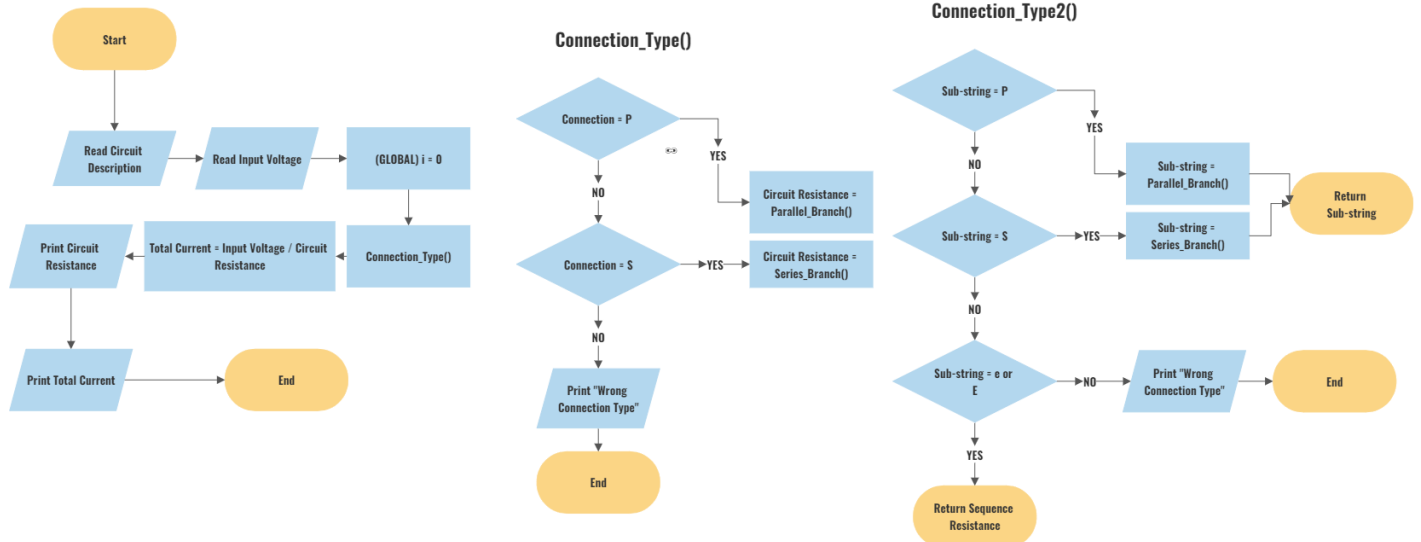 Start
Read Circuit
Description
Read Input Voltage
(GLOBAL) i = 0
Connection_Type()
Total Current = Input Voltage / Circuit
Resistance
Print Circuit
Resistance
Print Total Current
End
Connection_Type()
Connection = P
YES
Circuit Resistance =
Parallel_Branch()
NO
Connection = S
YES
Circuit Resistance =
Series_Branch()
NO
Print "Wrong
Connection Type"
End
Connection_Type2()
Sub-string = P
YES
Sub-string =
Parallel_Branch()
Return
Sub-string
NO
Sub-string = S
YES
Sub-string =
Series_Branch()
NO
Sub-string = e or
E
NO
Print "Wrong
Connection Type"
End
YES
Return Sequence
Resistance